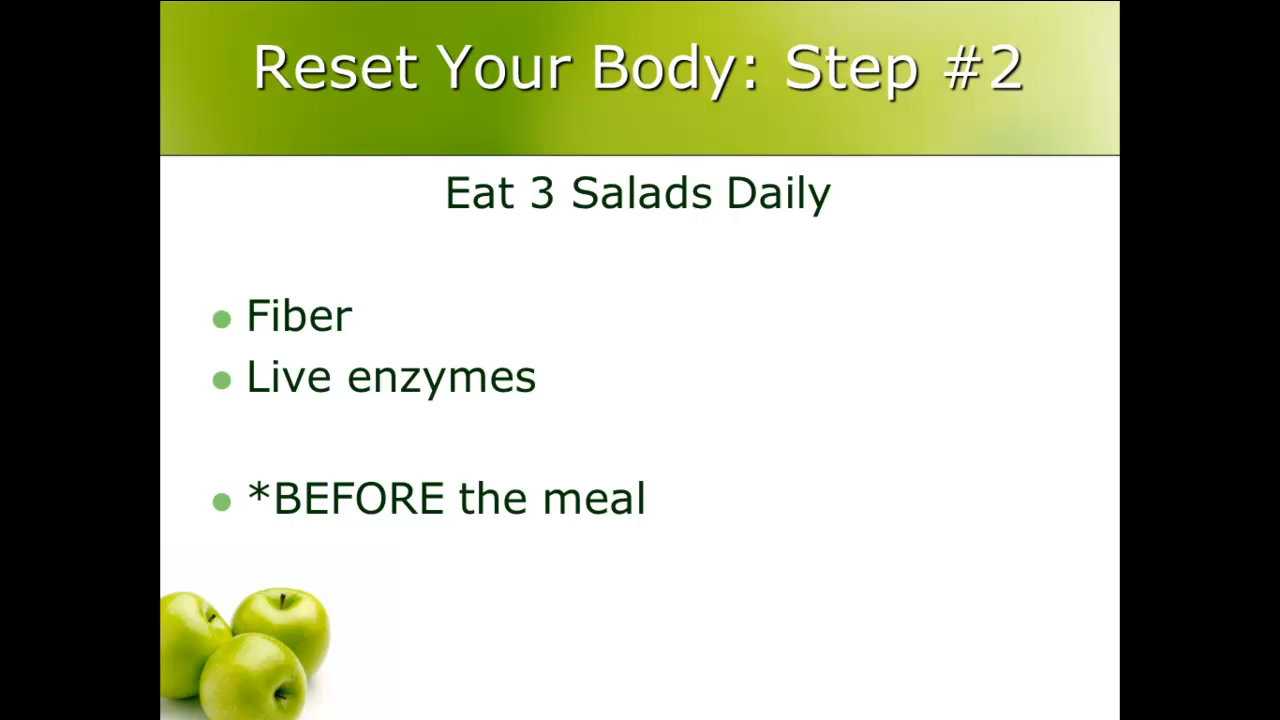 Reset Your Body: Step #2
Eat 3 Salads Daily
Fiber
Live enzymes
*BEFORE the meal